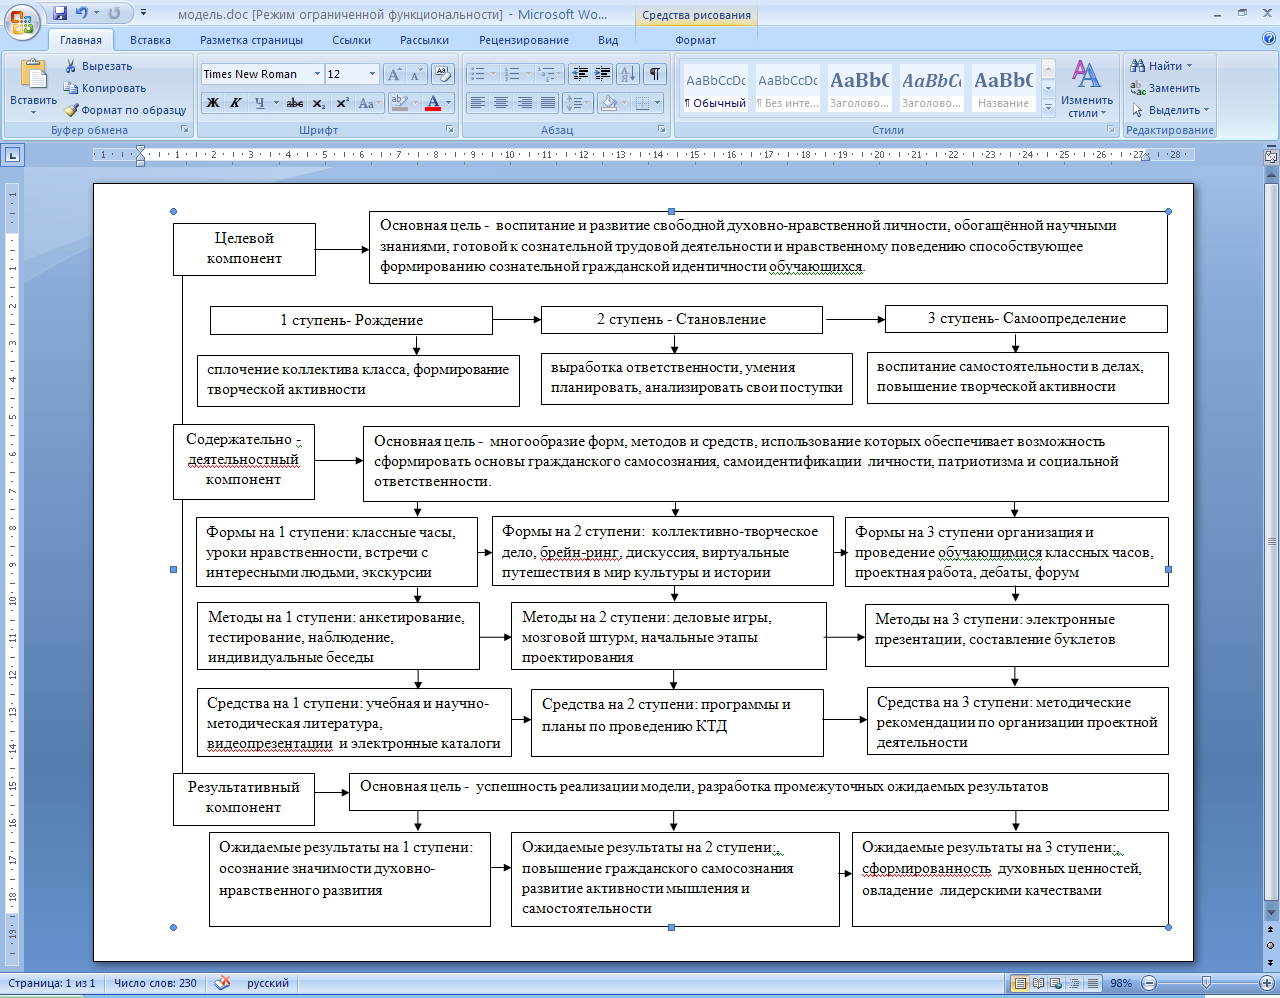 модель.doc [Режим ограниченной функциональности] - Microsoft Wo...
Средства рисования
Главная
Вставка
Разметка страницы
Ссылки
Рассылки
Рецензирование
Вид
Формат
Вставить
Вырезать
Копировать
Формат по образцу
Буфер обмена
Times New Roman
12
Ж К Ч abc x₂ x² Aa
Шрифт
Абзац
AaBbCcDc AaBbCcDc AaBbC AaBbCc AaBbC
¶ Обычный ¶ Без инте... Заголово... Заголово... Название
Изменить
стили
Стили
Найти
Заменить
Выделить
Редактирование
Целевой
компонент
Основная цель - воспитание и развитие свободной духовно-нравственной личности, обогащённой научными
знаниями, готовой к сознательной трудовой деятельности и нравственному поведению способствующее
формированию сознательной гражданской идентичности обучающихся.
1 ступень- Рождение
2 ступень - Становление
3 ступень- Самоопределение
сплочение коллектива класса, формирование
творческой активности
выработка ответственности, умения
планировать, анализировать свои поступки
воспитание самостоятельности в делах,
повышение творческой активности
Содержательно -
деятельностный
компонент
Основная цель - многообразие форм, методов и средств, использование которых обеспечивает возможность
сформировать основы гражданского самосознания, самоидентификации личности, патриотизма и социальной
ответственности.
Формы на 1 ступени: классные часы,
уроки нравственности, встречи с
интересными людьми, экскурсии
Формы на 2 ступени: коллективно-творческое
дело, брейн-ринг, дискуссия, виртуальные
путешествия в мир культуры и истории
Формы на 3 ступени организация и
проведение обучающимися классных часов,
проектная работа, дебаты, форум
Методы на 1 ступени: анкетирование,
тестирование, наблюдение,
индивидуальные беседы
Методы на 2 ступени: деловые игры,
мозговой штурм, начальные этапы
проектирования
Методы на 3 ступени: электронные
презентации, составление буклетов
Средства на 1 ступени: учебная и научно-
методическая литература,
видеопрезентации и электронные каталоги
Средства на 2 ступени: программы и
планы по проведению КТД
Средства на 3 ступени: методические
рекомендации по организации проектной
деятельности
Результативный
компонент
Основная цель - успешность реализации модели, разработка промежуточных ожидаемых результатов
Ожидаемые результаты на 1 ступени:
осознание значимости духовно-
нравственного развития
Ожидаемые результаты на 2 ступени:,
повышение гражданского самосознания
развитие активности мышления и
самостоятельности
Ожидаемые результаты на 3 ступени:,
сформированность духовных ценностей,
овладение лидерскими качествами
Страница: 1 из 1
Число слов: 230
русский
98%